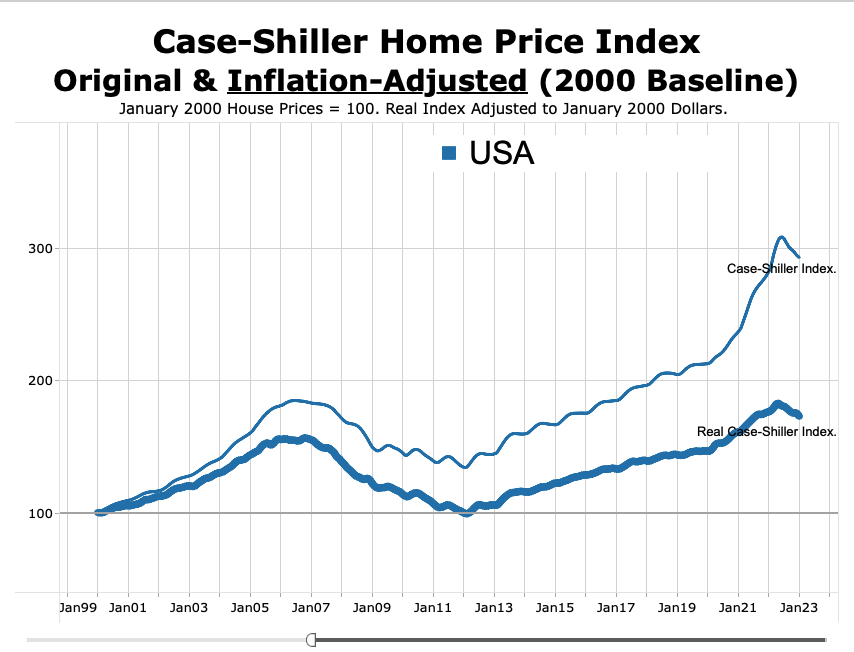 Case-Shiller Home Price Index
Original & Inflation-Adjusted (2000 Baseline)
January 2000 House Prices = 100. Real Index Adjusted to January 2000 Dollars.
USA
300
Case-Shiller Index.
200
Real Case-Shiller Index.
100
Jan99 Jan01 Jan03 Jan05 Jan07 Jan09 Jan11 Jan13 Jan15 Jan17 Jan19 Jan21 Jan23